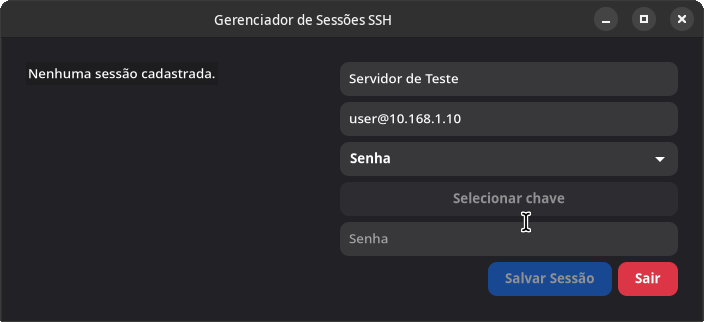 Gerenciador de Sessões SSH
Nenhuma sessão cadastrada.
Servidor de Teste
user@10.168.1.10
Senha
Selecionar chave
Senha
Salvar Sessão
Sair